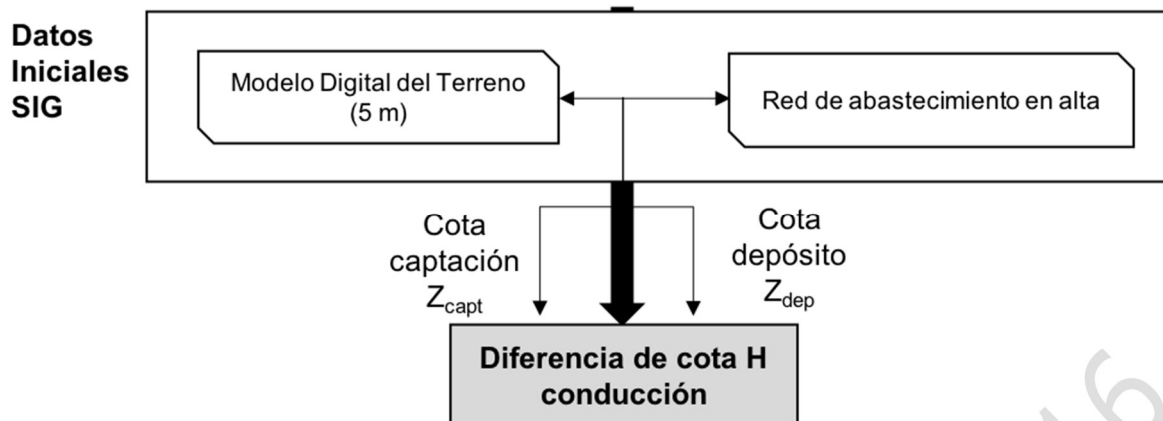 Datos
Iniciales
SIG
Modelo Digital del Terreno
(5 m)
Red de abastecimiento en alta
Cota
captación
Zcapt
Cota
depósito
Zdep
Diferencia de cota H
conducción